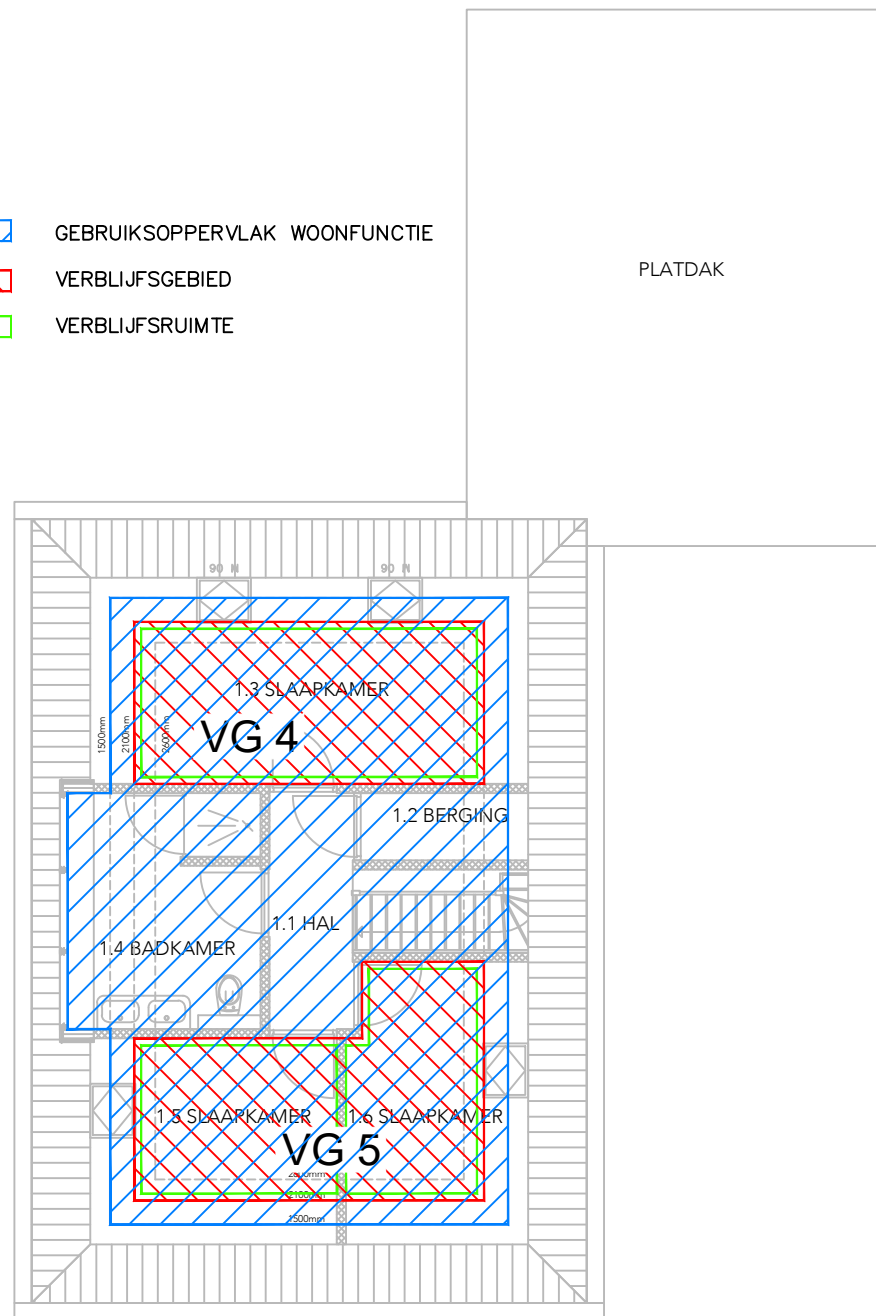 GEBRUIKSOPPERVLAK WOONFUNCTIE
PLATDAK
VERBLIJFSGEBIED
VERBLIJFSRUIMTE
90 M
90 M
1.3 SLAAPKAMER
VG 4
1500mm
2100mm
2600mm
1.2 BERGING
1.1 HAL
1.4 BADKAMER
1.5 SLAAPKAMER
1.6 SLAAPKAMER
VG 5
2600mm
2100mm
1500mm